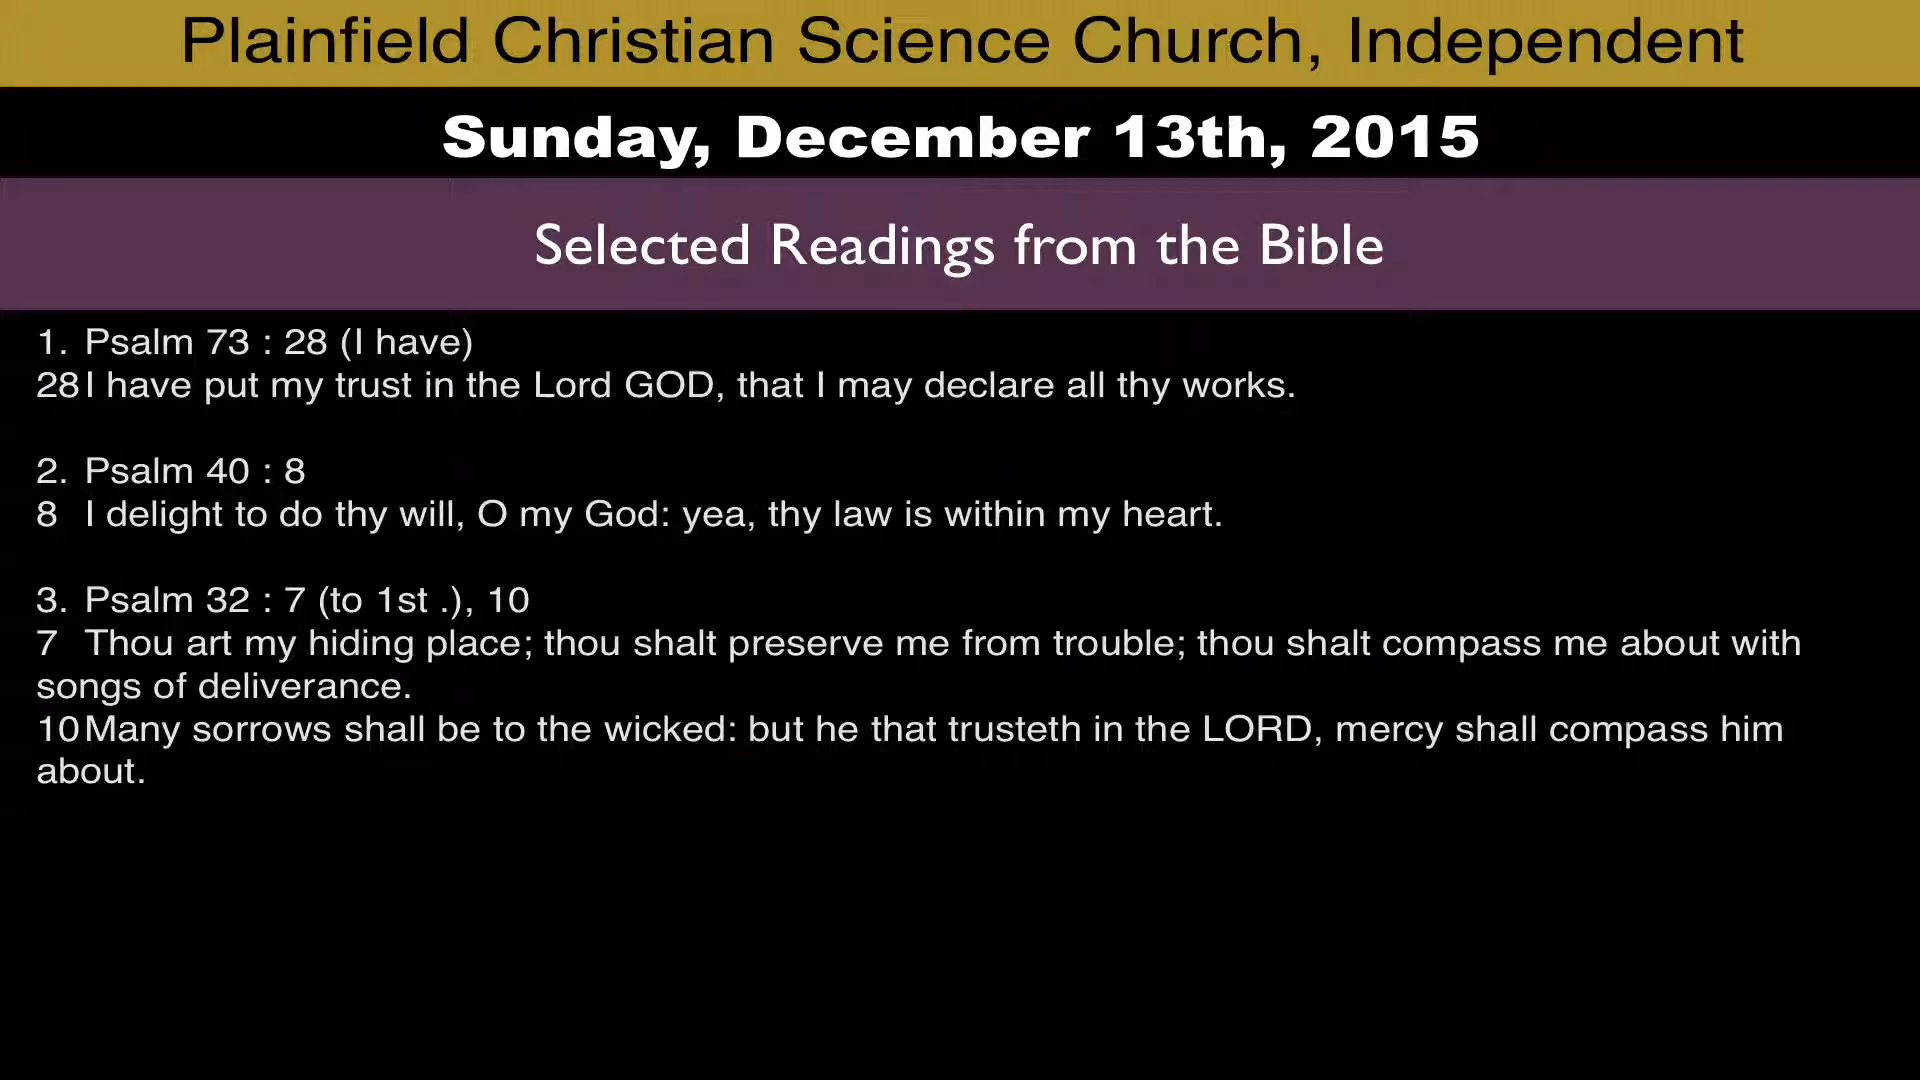 Plainfield Christian Science Church, Independent
Sunday, December 13th, 2015
Selected Readings from the Bible
1. Psalm 73 : 28 (I have)
28 I have put my trust in the Lord GOD, that I may declare all thy works.
2. Psalm 40 : 8
8 I delight to do thy will, O my God: yea, thy law is within my heart.
3. Psalm 32 : 7 (to 1st .), 10
7 Thou art my hiding place; thou shalt preserve me from trouble; thou shalt compass me about with
songs of deliverance.
10 Many sorrows shall be to the wicked: but he that trusteth in the LORD, mercy shall compass him
about.